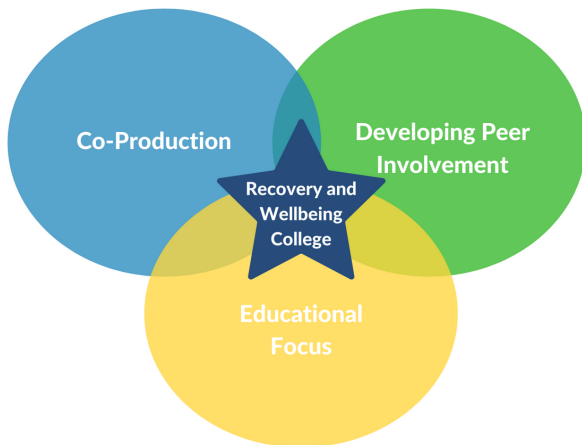 Co-Production
Developing Peer
Involvement
Recovery and
Wellbeing
College
Educational
Focus